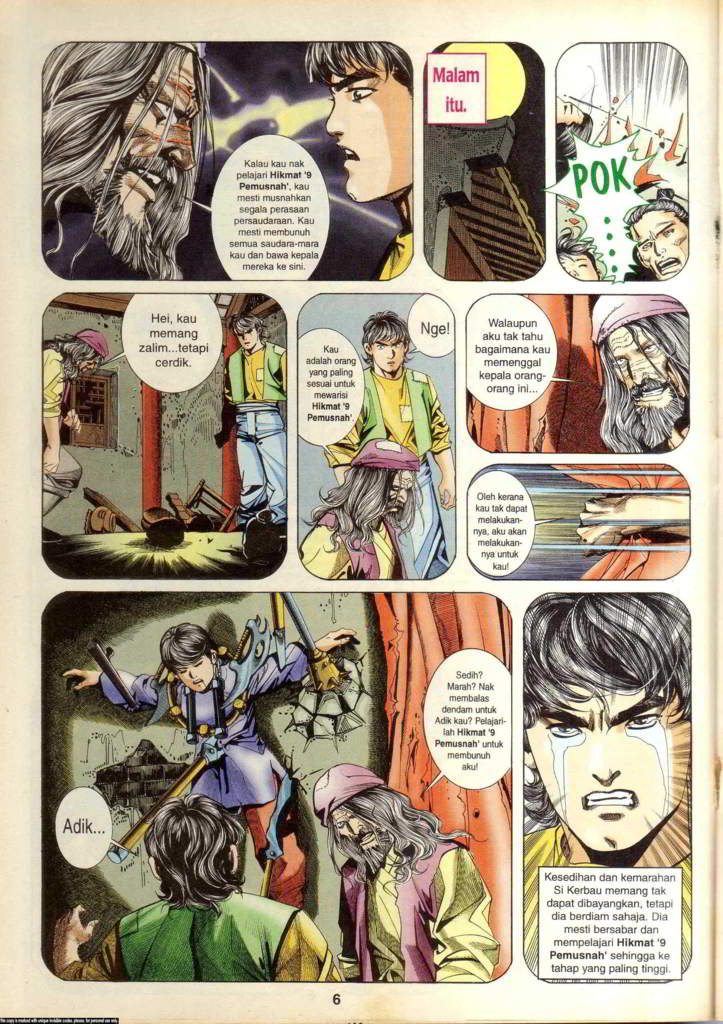 Kalau kau nak
pelajari Hikmat '9
Pemusnah', kau
mesti musnahkan
segala perasaan
persaudaraan. Kau
mesti membunuh
semua saudara-mara
kau dan bawa kepala
mereka ke sini.
Malam
itu.
POK
Hei, kau
memang
zalim...tetapi
cerdik.
Kau
adalah orang
yang paling
sesuai untuk
mewarisi
Hikmat '9
Pemusnah'.
Nge!
Walaupun
aku tak tahu
bagaimana kau
memenggal
kepala orang-
orang ini...
Oleh kerana
kau tak dapat
melakukan-
nya, aku akan
melakukan-
nya untuk
kau!
Sedih?
Marah? Nak
membalas
dendam untuk
Adik kau? Pelajari-
lah Hikmat '9
Pemusnah' untuk
membunuh
aku!
Adik...
Kesedihan dan kemarahan
Si Kerbau memang tak
dapat dibayangkan, tetapi
dia berdiam sahaja. Dia
mesti bersabar dan
mempelajari Hikmat '9
Pemusnah' sehingga ke
tahap yang paling tinggi.
6
this copy is marked with unique invisible codes. please, for personal use only.